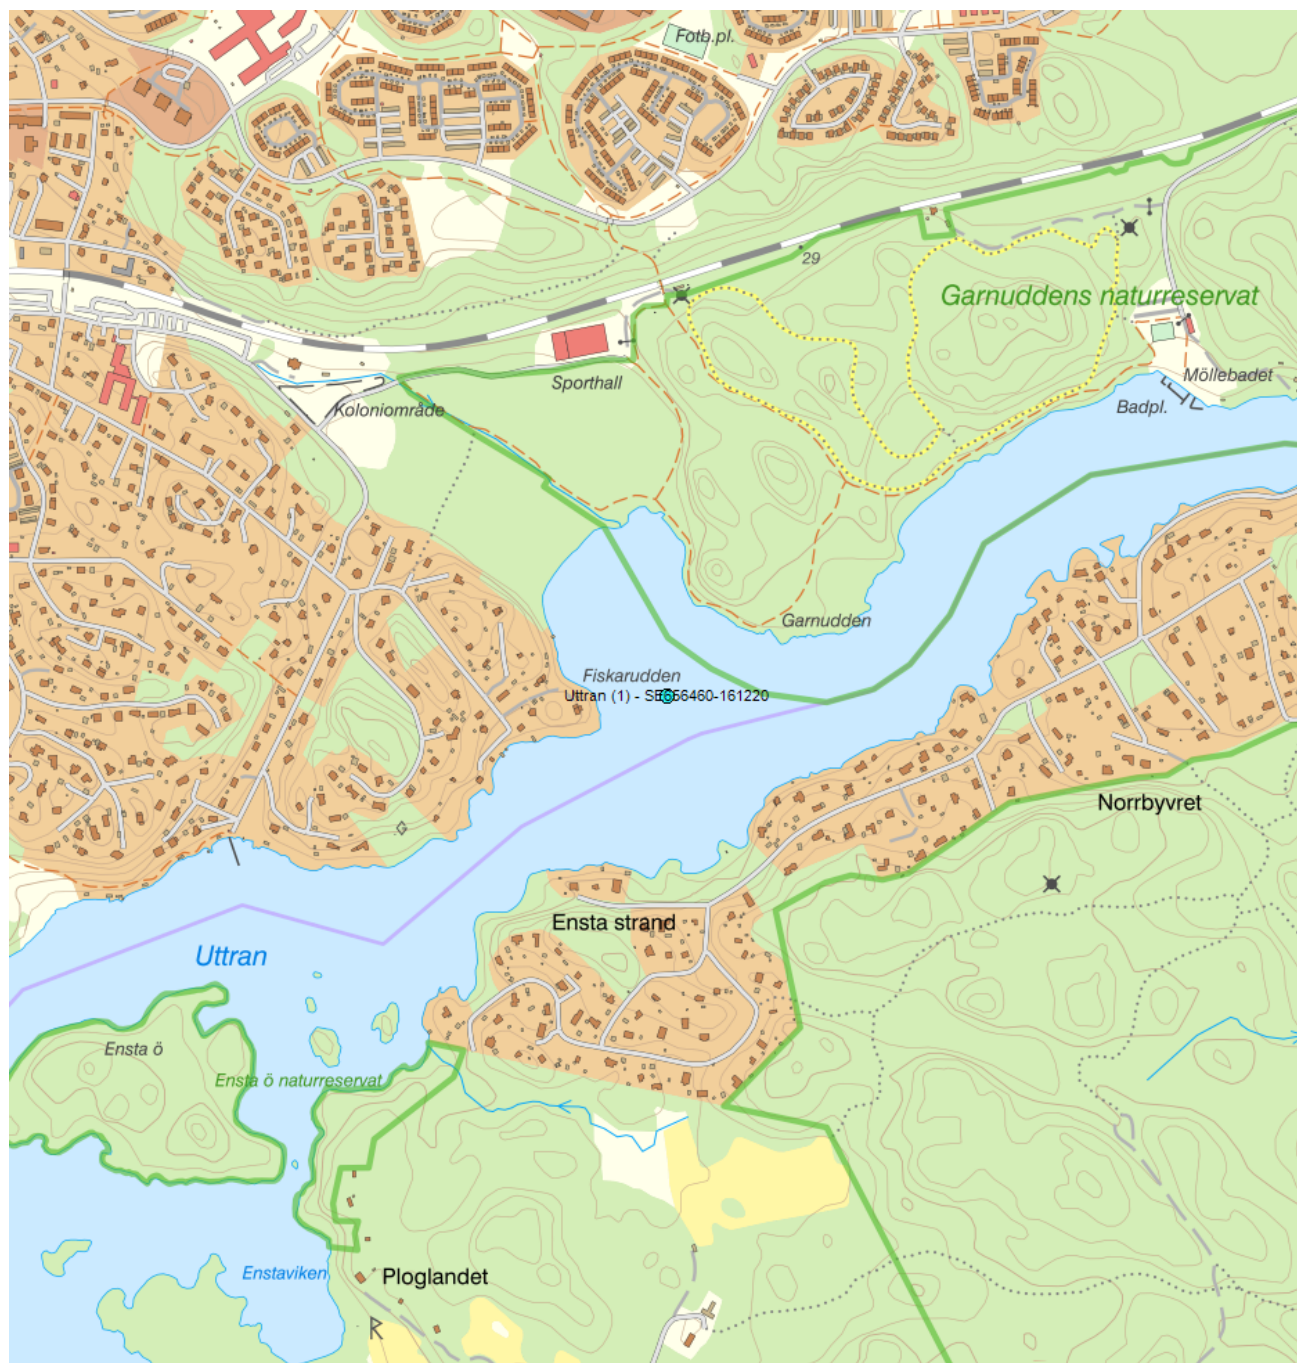 Fotb.pl.
29
Garnuddens naturreservat
Möllebadet
Sporthall
Koloniområde
Badpl.
Garnudden
Fiskarudden
Uttran (1) - SE656460-161220
Norrbyvret
Ensta strand
Uttran
Ensta ö
Ensta ö naturreservat
Enstaviken
Ploglandet
R